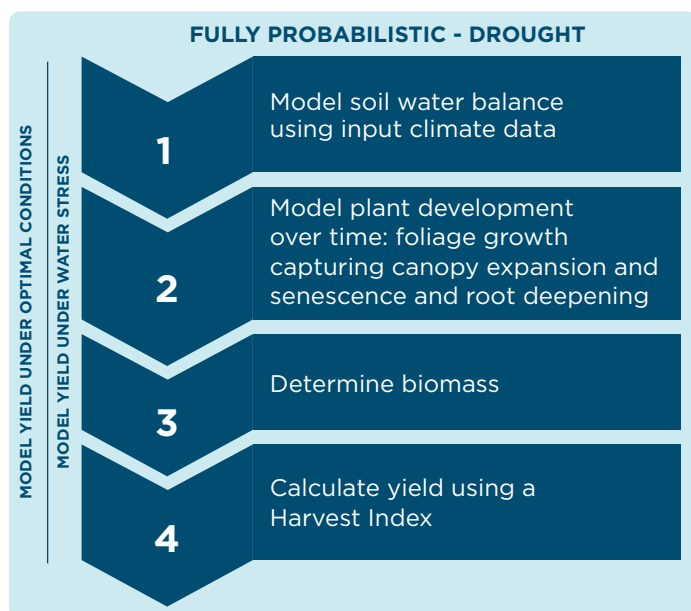 FULLY PROBABILISTIC - DROUGHT
MODEL YIELD UNDER OPTIMAL CONDITIONS
MODEL YIELD UNDER WATER STRESS
1
Model soil water balance
using input climate data
2
Model plant development
over time: foliage growth
capturing canopy expansion and
senescence and root deepening
3
Determine biomass
4
Calculate yield using a
Harvest Index